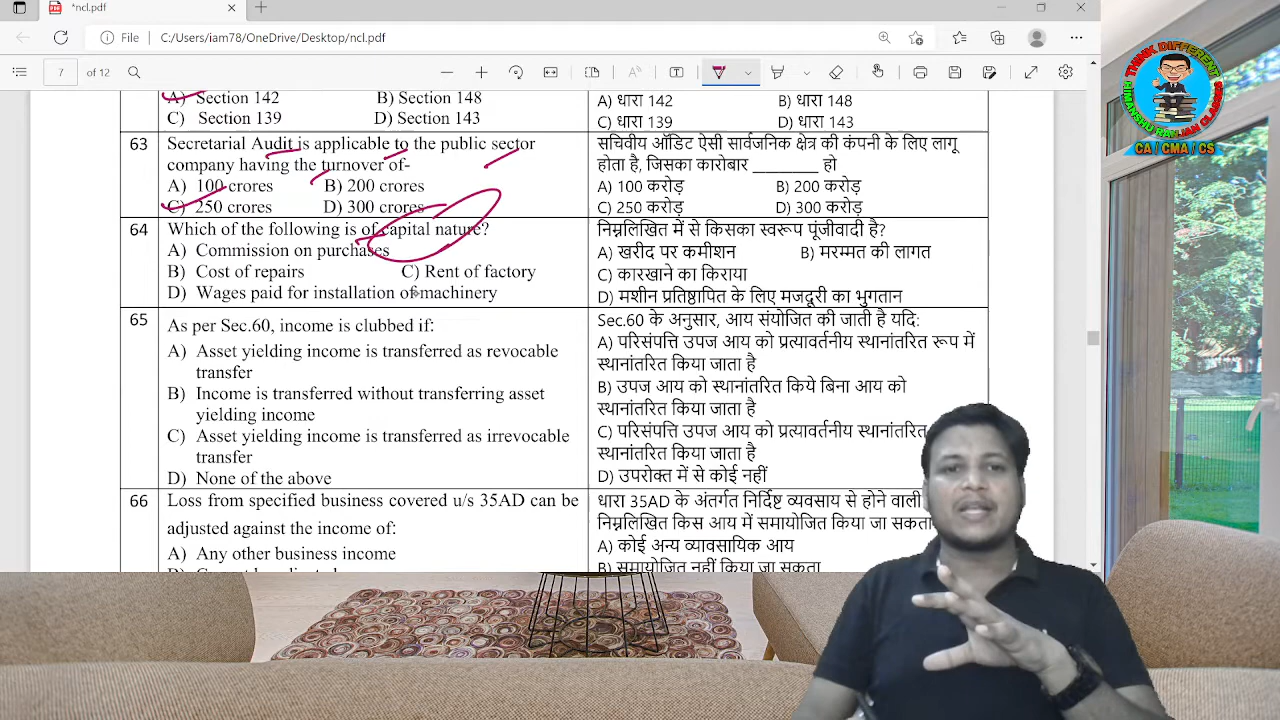 *ncl.pdf
File C:/Users/iam78/OneDrive/Desktop/ncl.pdf
7 of 12
A) Section 142 B) Section 148
C) Section 139 D) Section 143
A) धारा 142 B) धारा 148
C) धारा 139 D) धारा 143
63 Secretarial Audit is applicable to the public sector
company having the turnover of-
A) 100 crores B) 200 crores
C) 250 crores D) 300 crores
सचिवीय ऑडिट ऐसी सार्वजनिक क्षेत्र की कंपनी के लिए लागू
होता है, जिसका कारोबार _________ हो
A) 100 करोड़ B) 200 करोड़
C) 250 करोड़ D) 300 करोड़
64 Which of the following is of capital nature?
A) Commission on purchases
B) Cost of repairs C) Rent of factory
D) Wages paid for installation of machinery
निम्नलिखित में से किसका स्वरूप पूंजीवादी है?
A) खरीद पर कमीशन B) मरम्मत की लागत
C) कारखाने का किराया
D) मशीन प्रतिष्ठापित के लिए मजदूरी का भुगतान
65 As per Sec.60, income is clubbed if:
A) Asset yielding income is transferred as revocable
transfer
B) Income is transferred without transferring asset
yielding income
C) Asset yielding income is transferred as irrevocable
transfer
D) None of the above
Sec.60 के अनुसार, आय संयोजित की जाती है यदि:
A) परिसंपत्ति उपज आय को प्रत्यावर्तनीय स्थानांतरित रूप में
स्थानांतरित किया जाता है
B) उपज आय को स्थानांतरित किये बिना आय को
स्थानांतरित किया जाता है
C) परिसंपत्ति उपज आय को प्रत्यावर्तनीय स्थानांतरित
स्थानांतरित किया जाता है
D) उपरोक्त में से कोई नहीं
66 Loss from specified business covered u/s 35AD can be
adjusted against the income of:
A) Any other business income
धारा 35AD के अंतर्गत निर्दिष्ट व्यवसाय से होने वाली
निम्नलिखित किस आय में समायोजित किया जा सकता
A) कोई अन्य व्यावसायिक आय
B) समायोजित नहीं किया जा सकता
THINK DIFFERENT
HIMANSHU RANJAN CLASSES
CA / CMA / CS